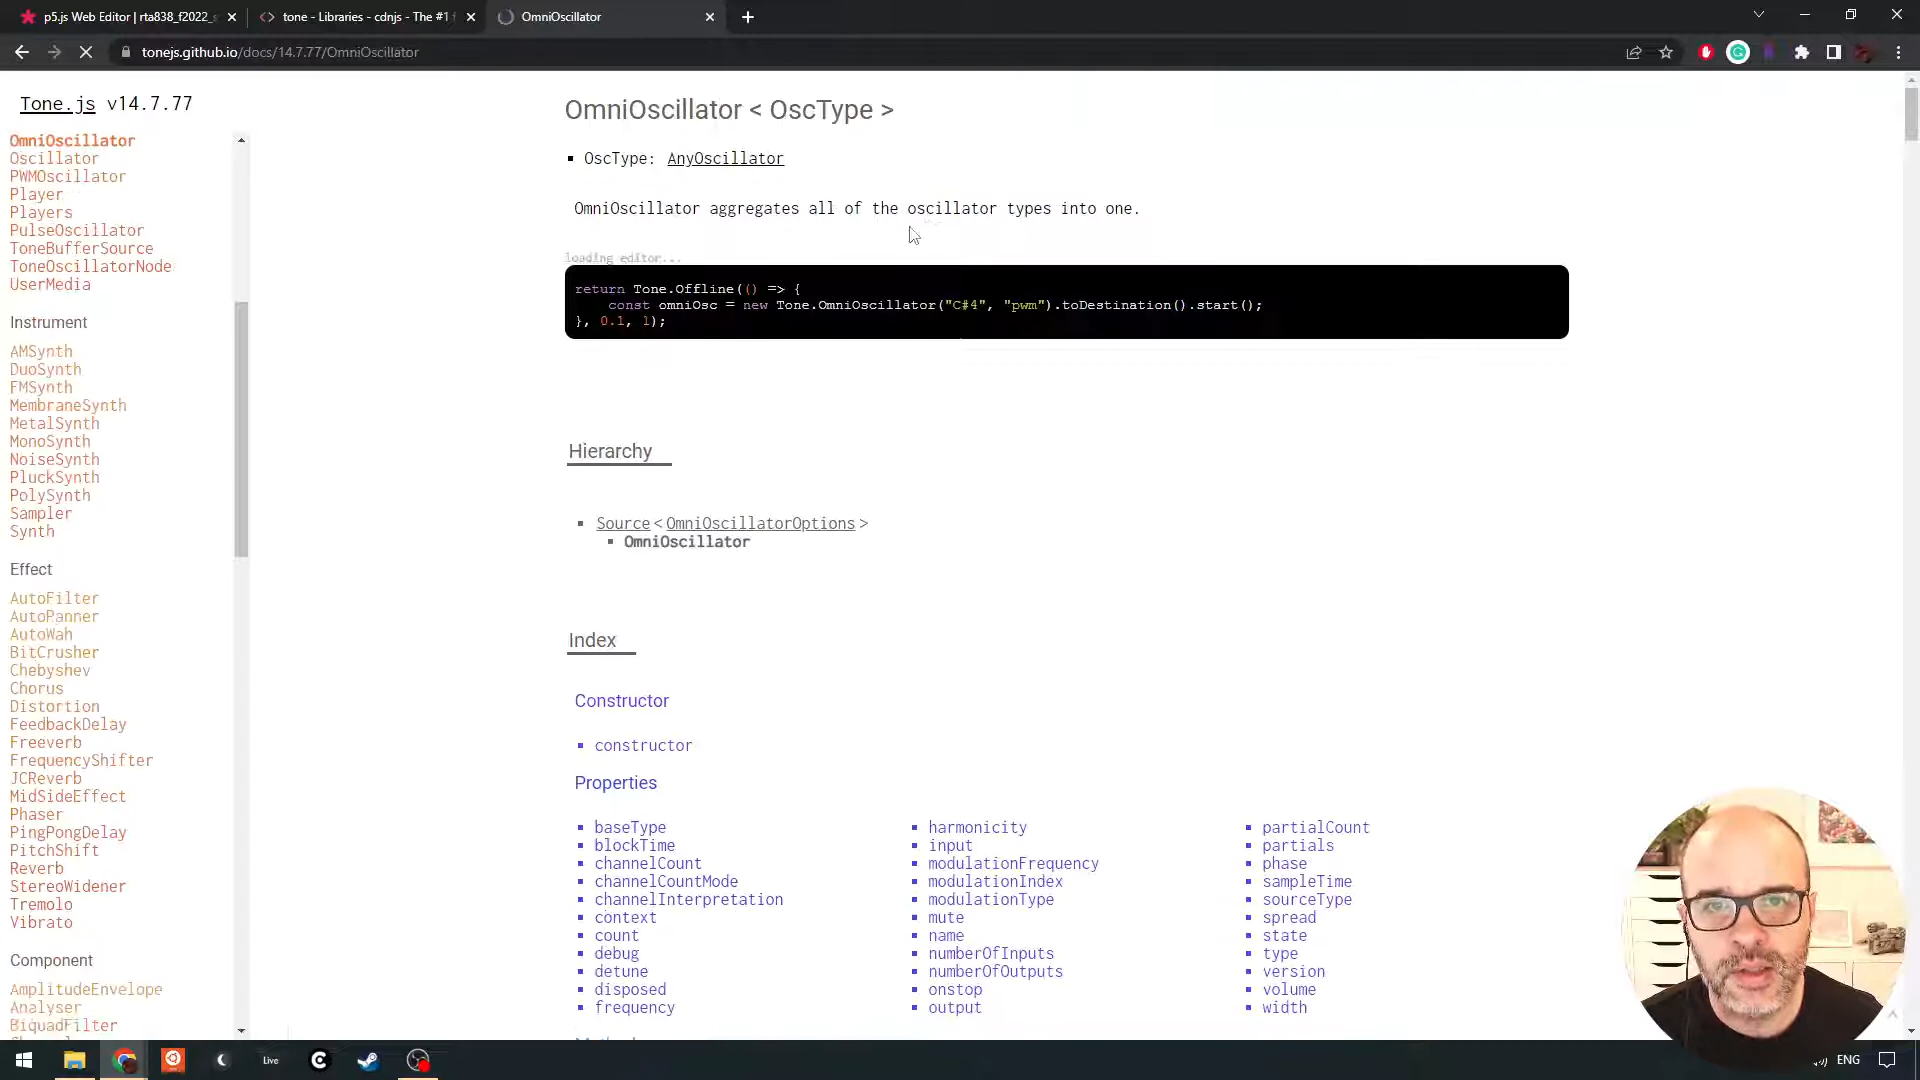 p5.js Web Editor | rta838_f2022_s
tone - Libraries - cdnjs - The #1 f
OmniOscillator
tonejs.github.io/docs/14.7.77/OmniOscillator
Tone.js v14.7.77
OmniOscillator
Oscillator
PWMOscillator
Player
Players
PulseOscillator
ToneBufferSource
ToneOscillatorNode
UserMedia
Instrument
AMSynth
DuoSynth
FMSynth
MembraneSynth
MetalSynth
MonoSynth
NoiseSynth
PluckSynth
PolySynth
Sampler
Synth
Effect
AutoFilter
AutoPanner
AutoWah
BitCrusher
Chebyshev
Chorus
Distortion
FeedbackDelay
Freeverb
FrequencyShifter
JCReverb
MidSideEffect
Phaser
PingPongDelay
PitchShift
Reverb
StereoWidener
Tremolo
Vibrato
Component
AmplitudeEnvelope
Analyser
BiquadFilter
OmniOscillator < OscType >
OscType: AnyOscillator
OmniOscillator aggregates all of the oscillator types into one.
loading editor...
return Tone.Offline(() => {
const omniOsc = new Tone.OmniOscillator("C#4", "pwm").toDestination().start();
}, 0.1, 1);
Hierarchy
Source < OmniOscillatorOptions >
OmniOscillator
Index
Constructor
constructor
Properties
baseType
blockTime
channelCount
channelCountMode
channelInterpretation
context
count
debug
detune
disposed
frequency
harmonicity
input
modulationFrequency
modulationIndex
modulationType
mute
name
numberOfInputs
numberOfOutputs
onstop
output
partialCount
partials
phase
sampleTime
sourceType
spread
state
type
version
volume
width
Live
ENG